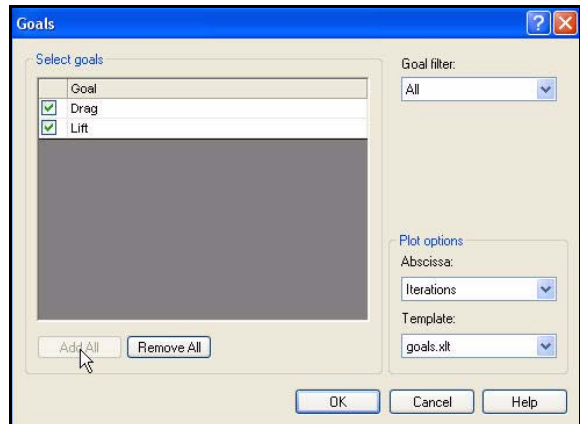 Goals
Select goals
Goal
Drag
Lift
Add All
Remove All
Goal filter:
All
Plot options
Abscissa:
Iterations
Template:
goals.xlt
OK
Cancel
Help